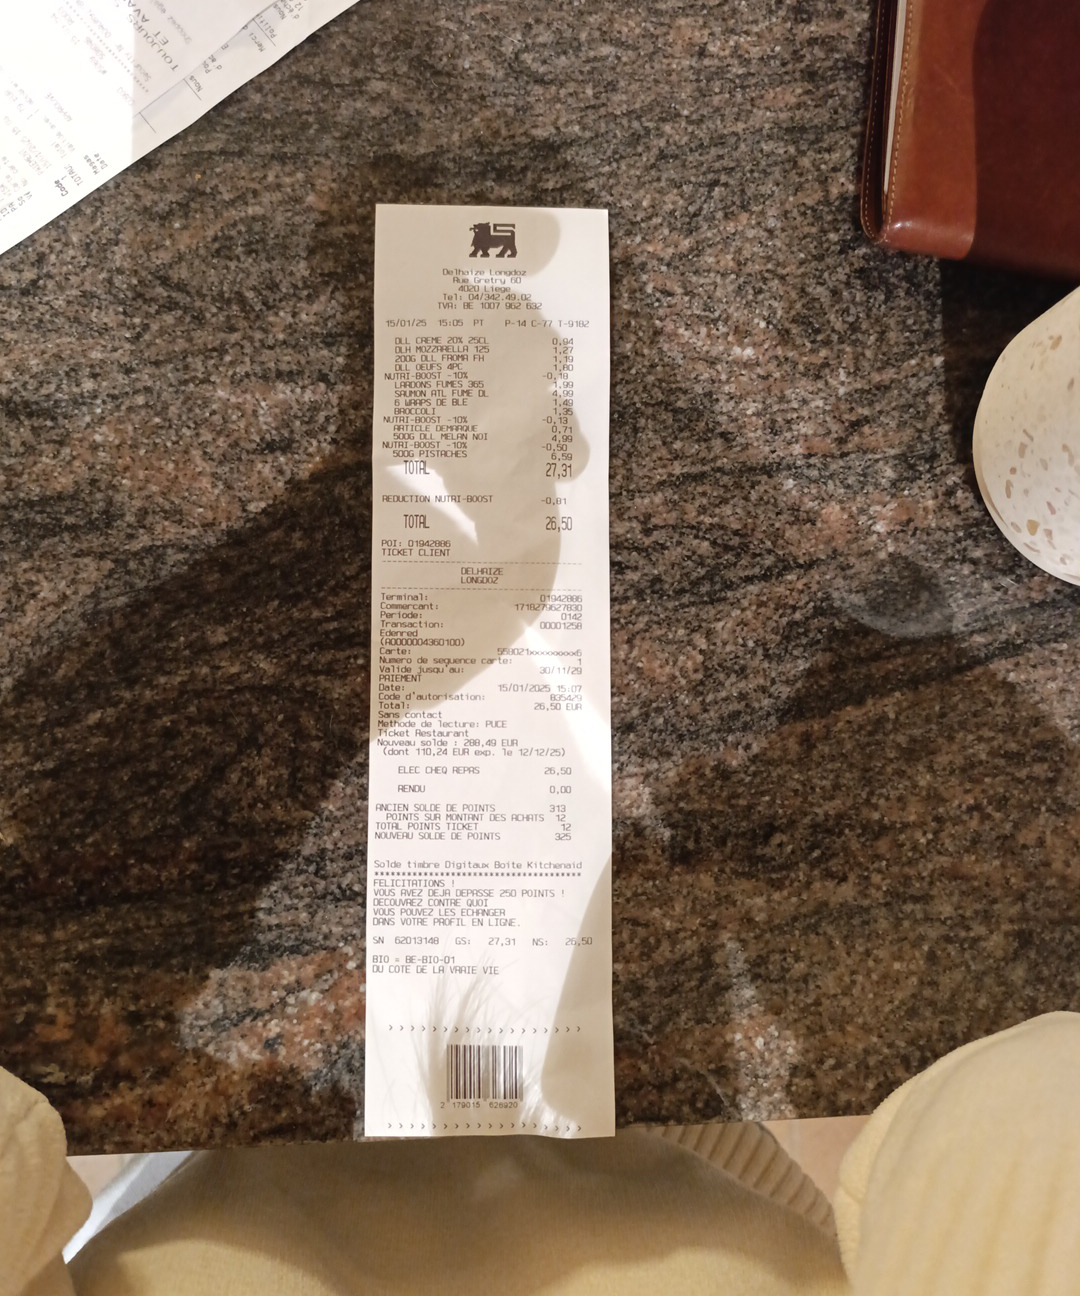 TOUJOURS
Delhaize Longdoz
Rue Gretry 60
4020 Liege
Tel: 04/342.49.02
TVA: BE 1007 962 632
15/01/25 15:05 PT P-14 C-77 T-9182
DLL CREME 20% 25CL 0,94
DLH MOZZARELLA 125 1,27
200G DLL FROMA FH 1,19
DLL OEUFS 4PC 1,80
NUTRI-BOOST -10% -0,18
LARDONS FUMES 365 1,99
SAUMON ATL FUME DL 4,99
6 WRAPS DE BLE 1,49
BROCCOLI 1,35
NUTRI-BOOST -10% -0,13
ARTICLE DEMARQUE 0,71
500G DLL MELAN NOI 4,99
NUTRI-BOOST -10% -0,50
500G PISTACHES 6,59
TOTAL 27,31
REDUCTION NUTRI-BOOST -0,81
TOTAL 26,50
POI: 01942886
TICKET CLIENT
DELHAIZE
LONGDOZ
Terminal: 01942886
Commercant: 1718279627830
Periode: 0142
Transaction: 00001258
Edenred
(A0000004360100)
Carte: 558021xxxxxxxxx6
Numero de sequence carte: 1
Valide jusqu'au: 30/11/29
PAIEMENT
Date: 15/01/2025 15:07
Code d'autorisation: 835429
Total: 26,50 EUR
Sans contact
Methode de lecture: PUCE
Ticket Restaurant
Nouveau solde : 288,49 EUR
(dont 110,24 EUR exp. le 12/12/25)
ELEC CHEQ REPAS 26,50
RENDU 0,00
ANCIEN SOLDE DE POINTS 313
POINTS SUR MONTANT DES ACHATS 12
TOTAL POINTS TICKET 12
NOUVEAU SOLDE DE POINTS 325
Solde timbre Digitaux Boite Kitchenaid
****************************************
FELICITATIONS !
VOUS AVEZ DEJA DEPASSE 250 POINTS !
DECOUVREZ CONTRE QUOI
VOUS POUVEZ LES ECHANGER
DANS VOTRE PROFIL EN LIGNE.
SN 62013148 GS: 27,31 NS: 26,50
BIO = BE-BIO-01
DU COTE DE LA VRAIE VIE
2 179015 626920